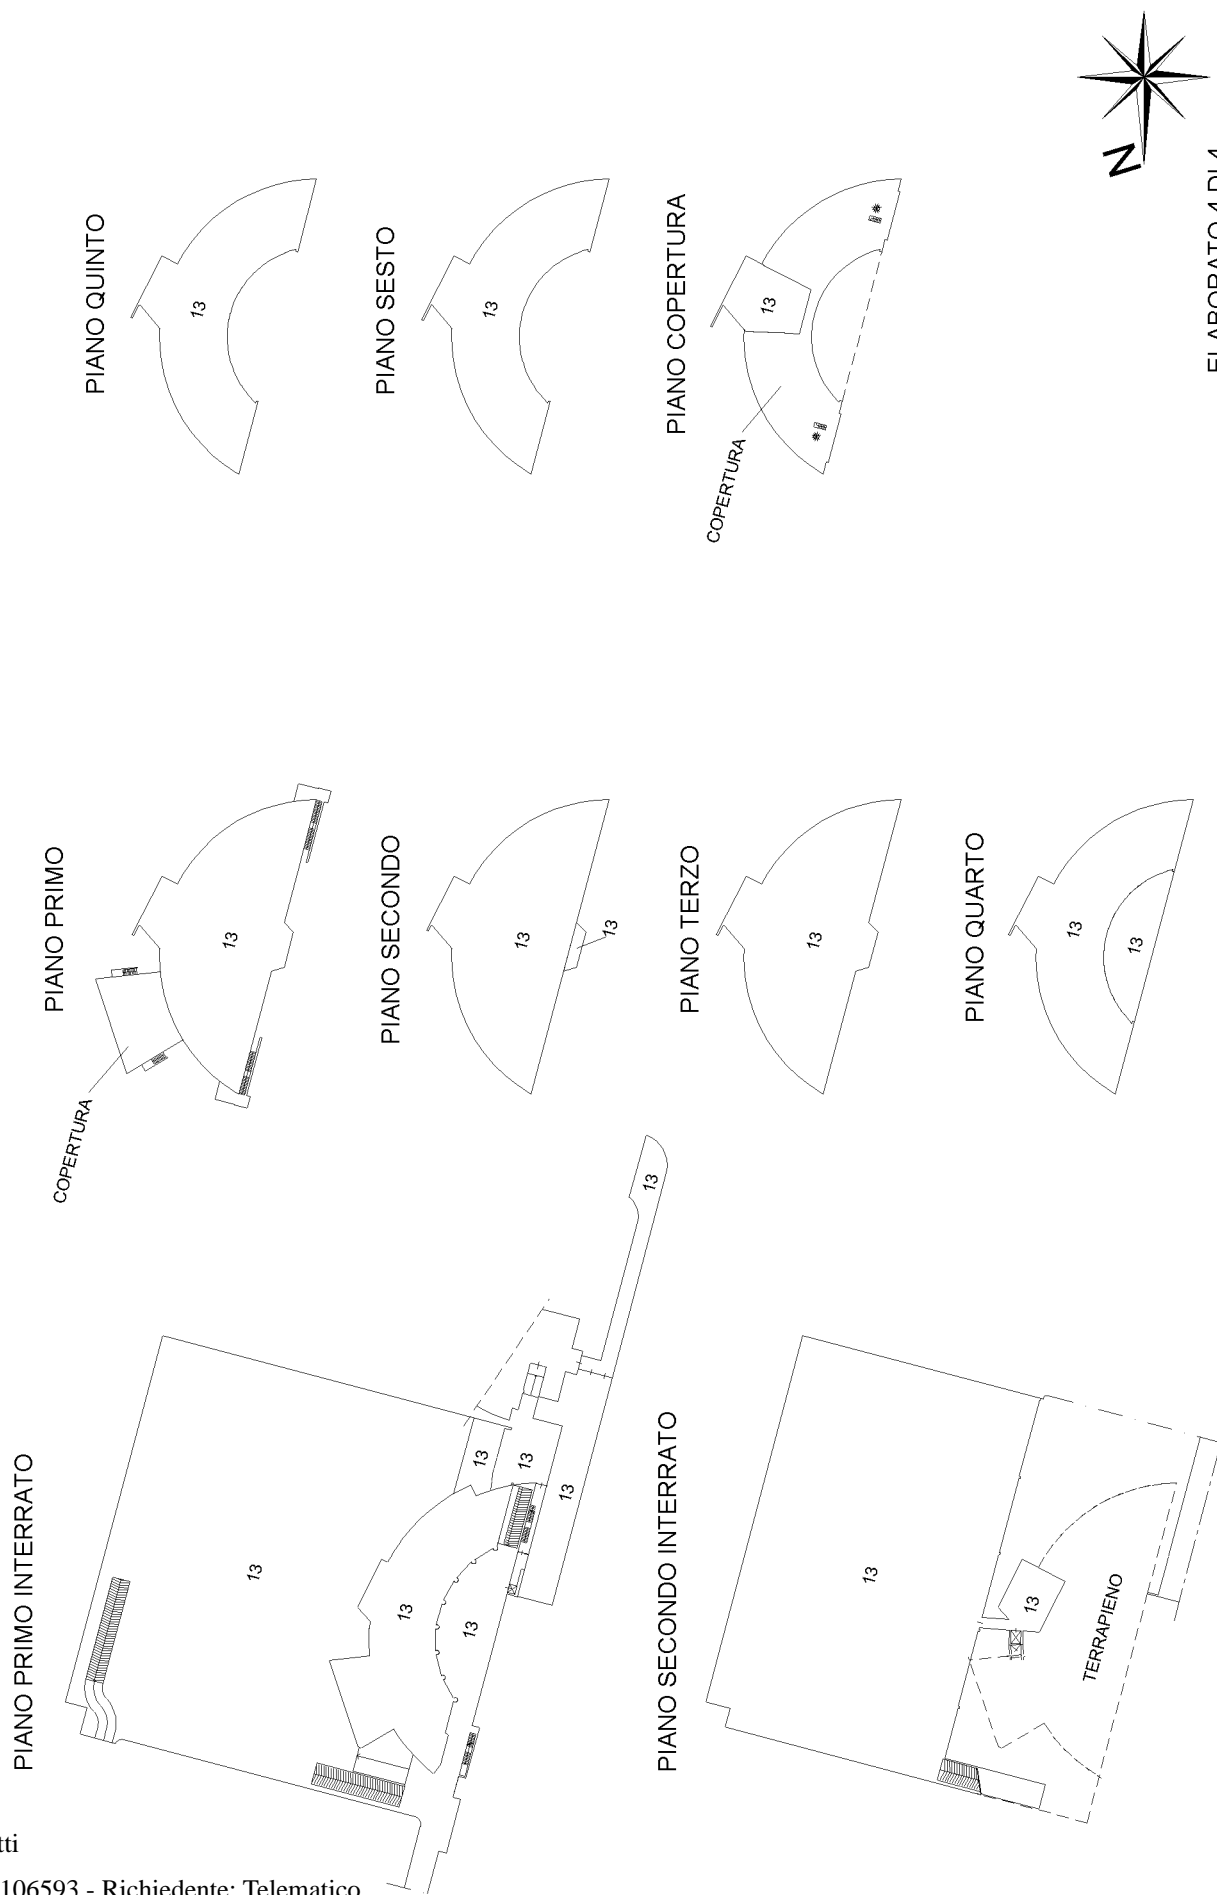 N
ELABORATO 4 DI 4
PIANO QUINTO
13
PIANO SESTO
13
PIANO COPERTURA
13
COPERTURA
PIANO PRIMO
13
COPERTURA
PIANO SECONDO
13
13
PIANO TERZO
13
PIANO QUARTO
13
13
PIANO PRIMO INTERRATO
13
13
13
13
13
13
13
PIANO SECONDO INTERRATO
13
13
TERRAPIENO
tti
106593 - Richiedente: Telematico